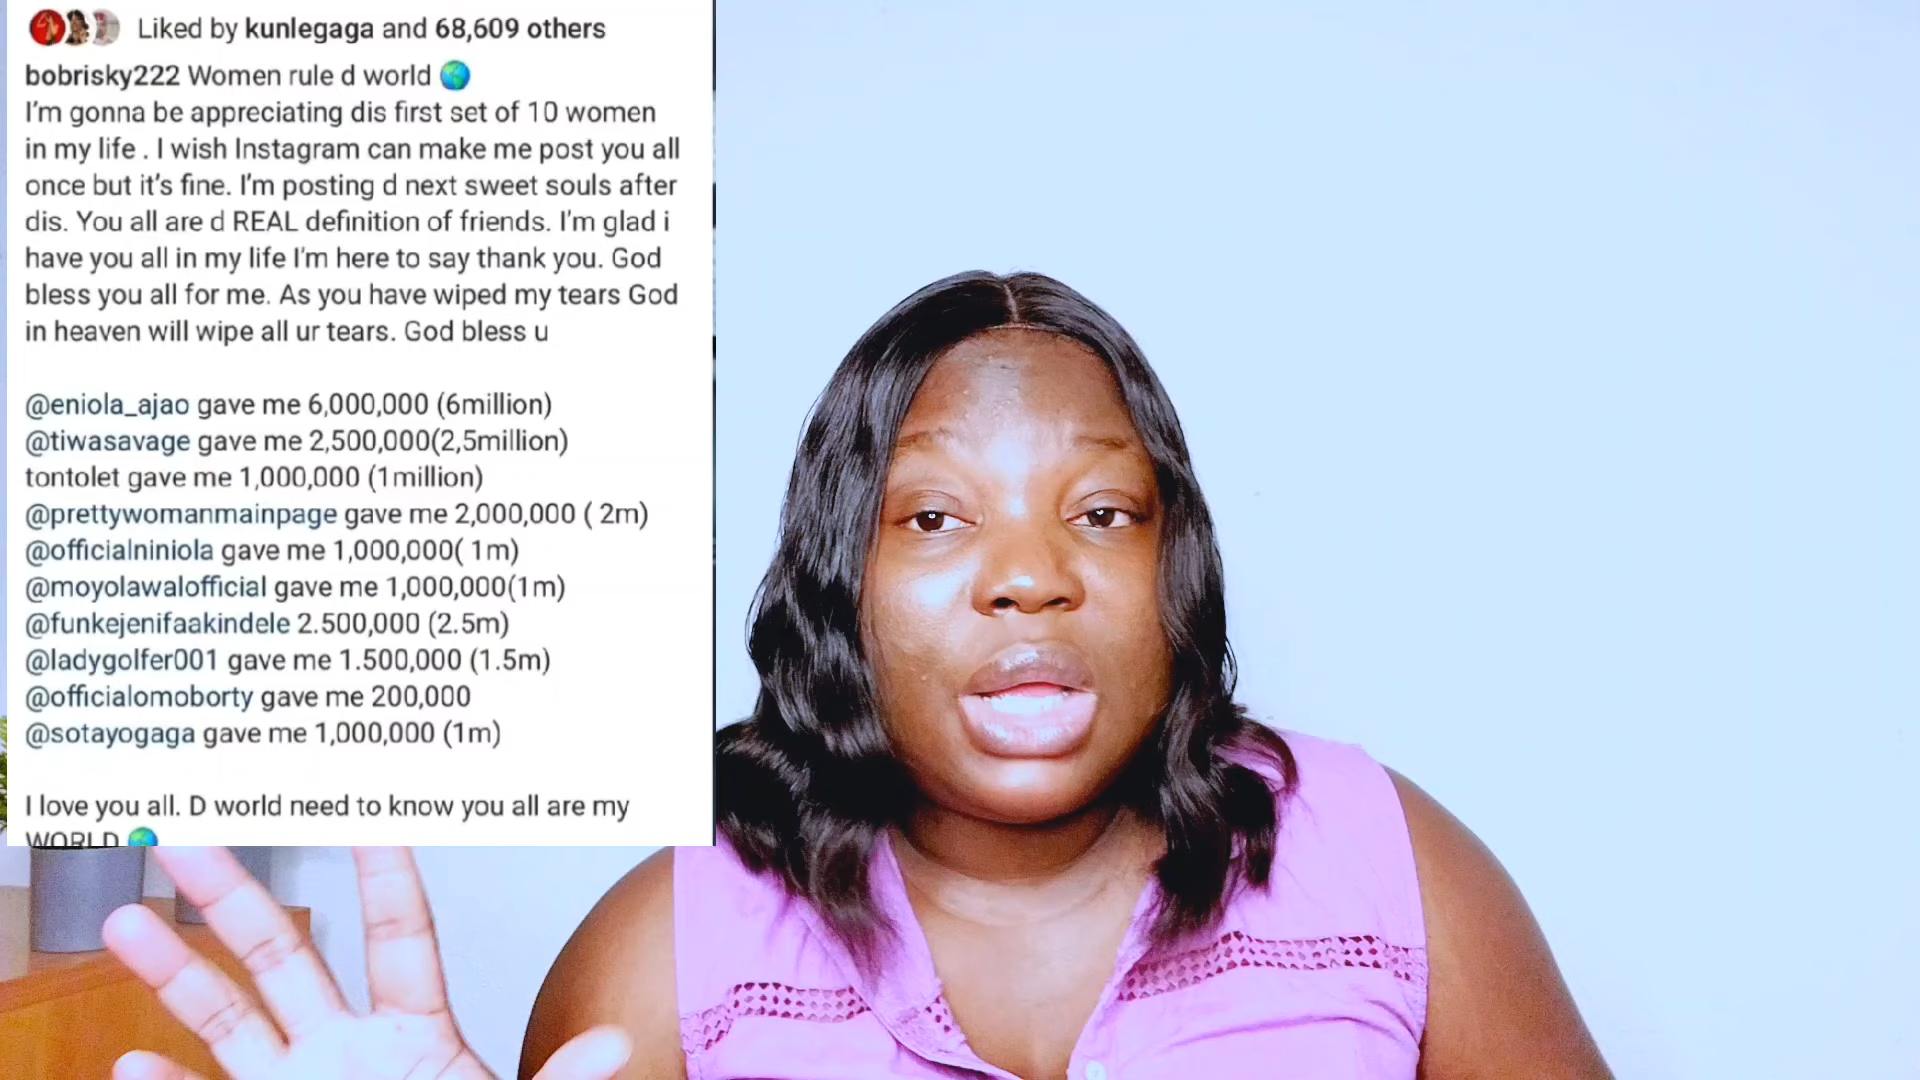 Liked by kunlegaga and 68,609 others
bobrisky222 Women rule d world 🌍
I'm gonna be appreciating dis first set of 10 women
in my life . I wish Instagram can make me post you all
once but it's fine. I'm posting d next sweet souls after
dis. You all are d REAL definition of friends. I'm glad i
have you all in my life I'm here to say thank you. God
bless you all for me. As you have wiped my tears God
in heaven will wipe all ur tears. God bless u
@eniola_ajao gave me 6,000,000 (6million)
@tiwasavage gave me 2,500,000(2,5million)
tontolet gave me 1,000,000 (1million)
@prettywomanmainpage gave me 2,000,000 ( 2m)
@officialniniola gave me 1,000,000( 1m)
@moyolawalofficial gave me 1,000,000(1m)
@funkejenifaakindele 2.500,000 (2.5m)
@ladygolfer001 gave me 1.500,000 (1.5m)
@officialomoborty gave me 200,000
@sotayogaga gave me 1,000,000 (1m)
I love you all. D world need to know you all are my
WORLD 🌍